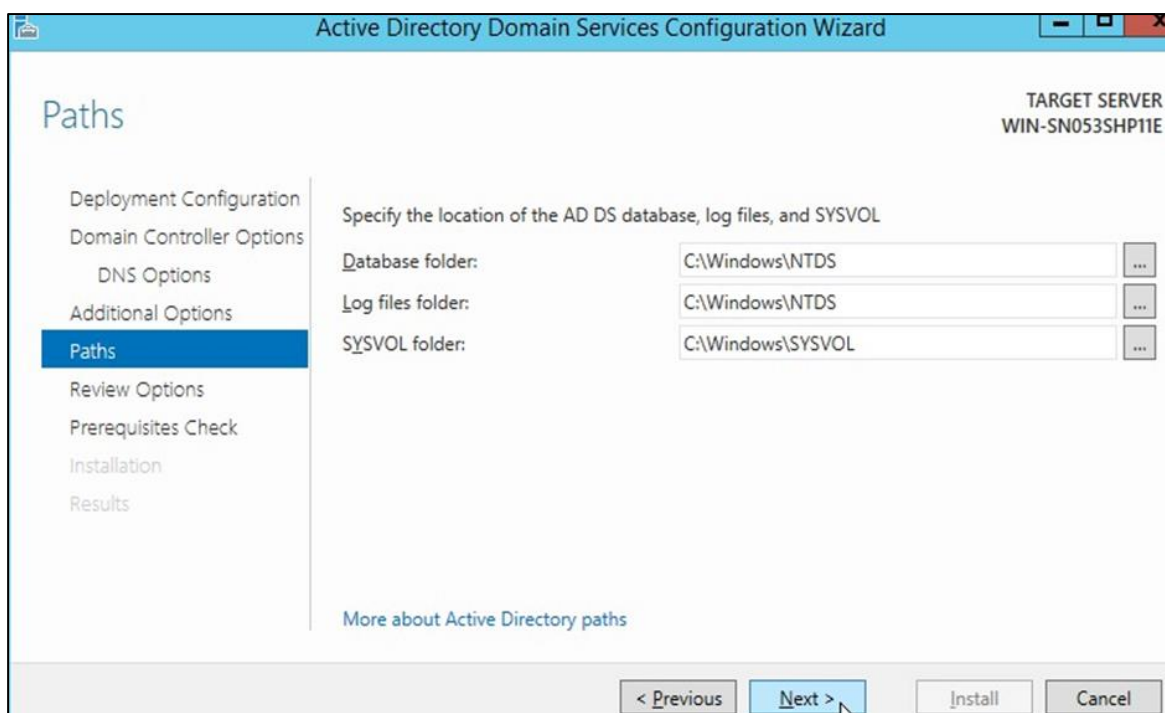 Active Directory Domain Services Configuration Wizard
Paths
TARGET SERVER
WIN-SN053SHP11E
Deployment Configuration
Domain Controller Options
DNS Options
Additional Options
Paths
Review Options
Prerequisites Check
Installation
Results
Specify the location of the AD DS database, log files, and SYSVOL
Database folder: C:\Windows\NTDS ...
Log files folder: C:\Windows\NTDS ...
SYSVOL folder: C:\Windows\SYSVOL ...
More about Active Directory paths
< Previous Next > Install Cancel